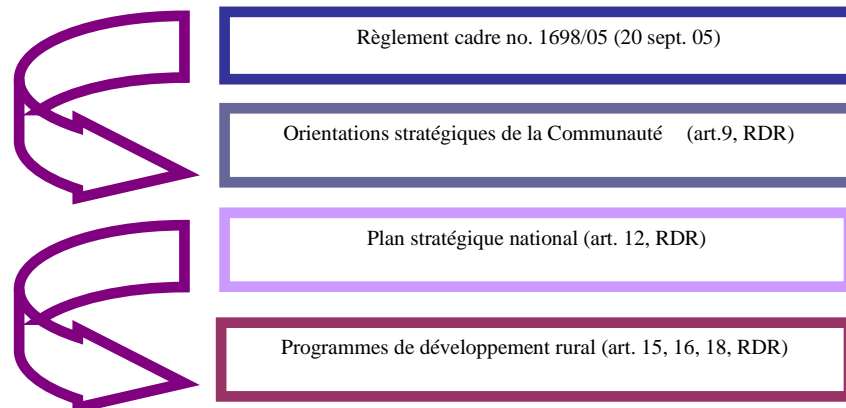 Règlement cadre no. 1698/05 (20 sept. 05)
Orientations stratégiques de la Communauté (art.9, RDR)
Plan stratégique national (art. 12, RDR)
Programmes de développement rural (art. 15, 16, 18, RDR)